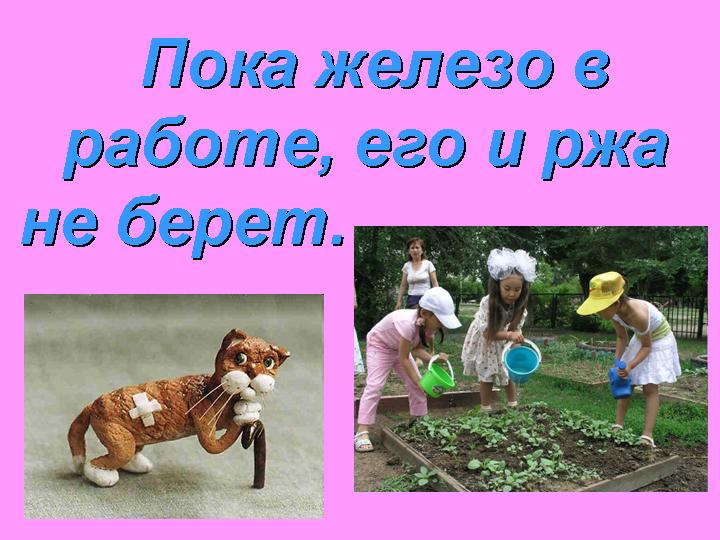 Пока железо в
работе, его и ржа
не берет.